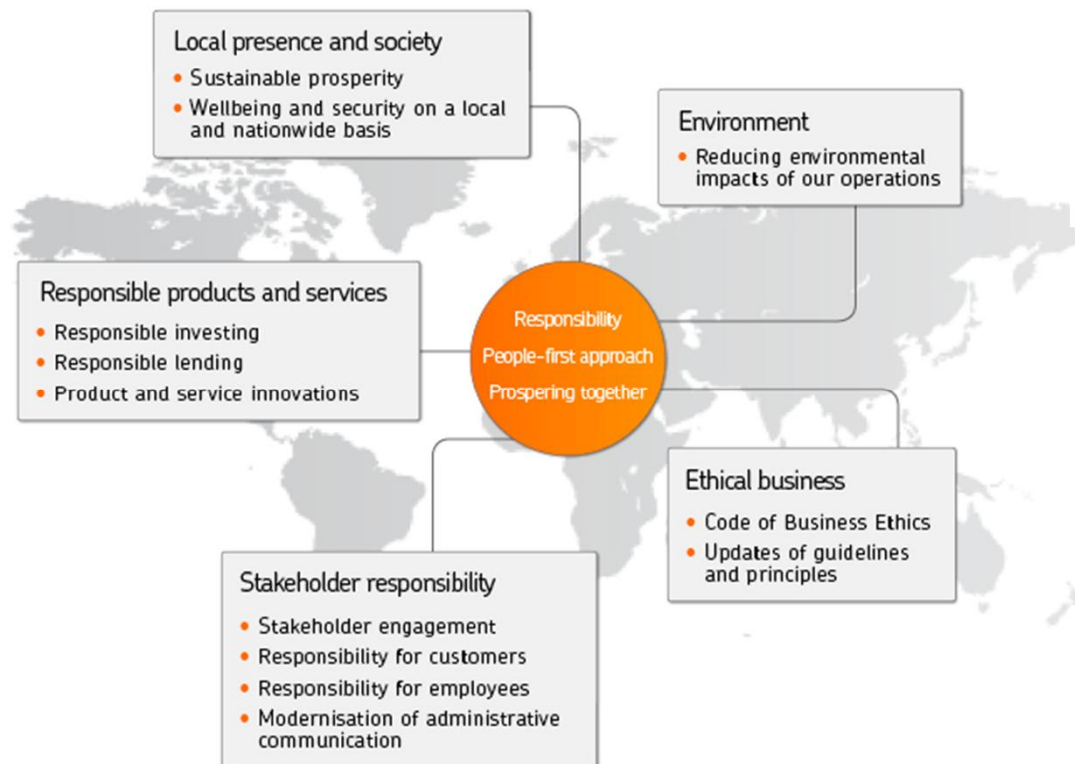 Local presence and society
• Sustainable prosperity
• Wellbeing and security on a local
and nationwide basis
Environment
• Reducing environmental
impacts of our operations
Responsible products and services
• Responsible investing
• Responsible lending
• Product and service innovations
Responsibility
People-first approach
Prospering together
Ethical business
• Code of Business Ethics
• Updates of guidelines
and principles
Stakeholder responsibility
• Stakeholder engagement
• Responsibility for customers
• Responsibility for employees
• Modernisation of administrative
communication